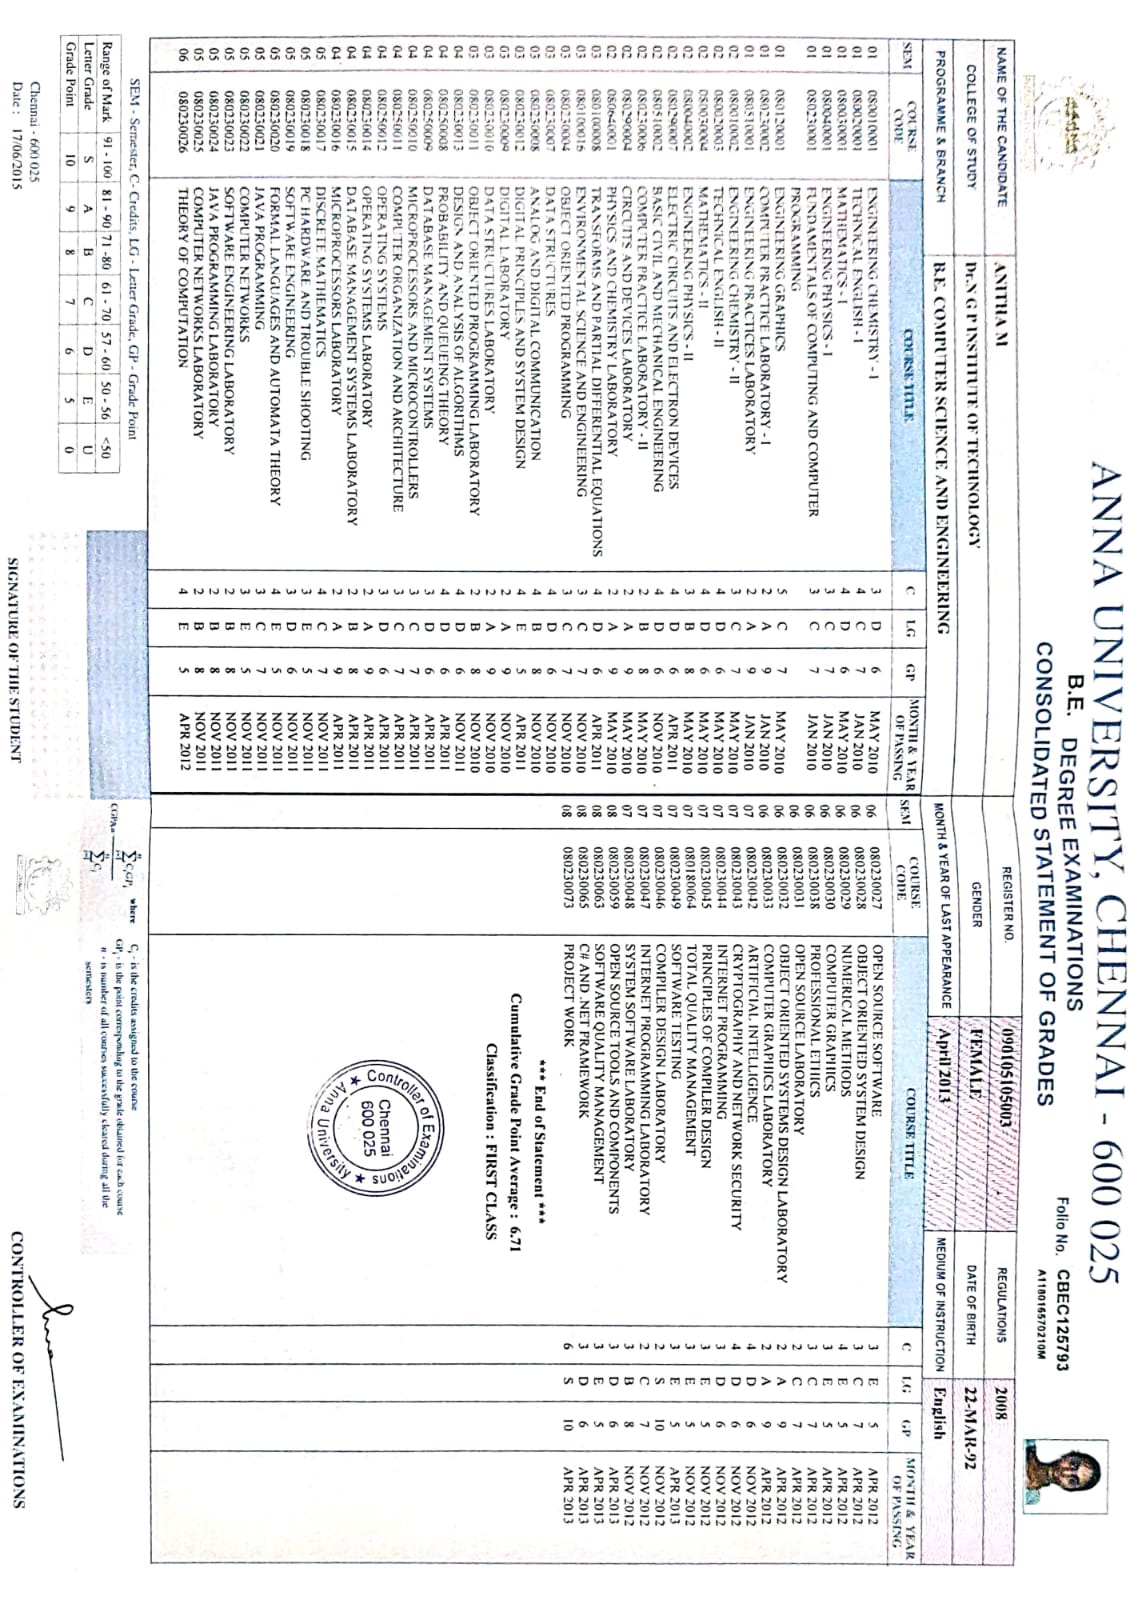 ANNA UNIVERSITY, CHENNAI - 600 025
B.E. DEGREE EXAMINATIONS
CONSOLIDATED STATEMENT OF GRADES
Folio No. CBEC125793
A118016570210M
NAME OF THE CANDIDATE ANITHA M REGISTER NO. 090105105003 REGULATIONS 2008
COLLEGE OF STUDY Dr.N G P INSTITUTE OF TECHNOLOGY GENDER FEMALE DATE OF BIRTH 22-MAR-92
PROGRAMME & BRANCH B.E. COMPUTER SCIENCE AND ENGINEERING MONTH & YEAR OF LAST APPEARANCE April 2013 MEDIUM OF INSTRUCTION English
SEM COURSE CODE COURSE TITLE C LG GP MONTH & YEAR OF PASSING
01 080010001 ENGINEERING CHEMISTRY - I 3 D 6 MAY 2010
01 080020001 TECHNICAL ENGLISH - I 4 C 7 JAN 2010
01 080030001 MATHEMATICS - I 4 D 6 MAY 2010
01 080040001 ENGINEERING PHYSICS - I 3 C 7 JAN 2010
01 080230001 FUNDAMENTALS OF COMPUTING AND COMPUTER 3 C 7 JAN 2010
PROGRAMMING
01 080120001 ENGINEERING GRAPHICS 5 C 7 MAY 2010
01 080230002 COMPUTER PRACTICE LABORATORY - I 2 A 9 JAN 2010
01 080510001 ENGINEERING PRACTICES LABORATORY 2 A 9 JAN 2010
02 080010002 ENGINEERING CHEMISTRY - II 3 C 7 MAY 2010
02 080020003 TECHNICAL ENGLISH - II 4 D 6 MAY 2010
02 080030004 MATHEMATICS - II 4 D 6 MAY 2010
02 080040002 ENGINEERING PHYSICS - II 3 B 8 MAY 2010
02 080290007 ELECTRIC CIRCUITS AND ELECTRON DEVICES 4 D 6 APR 2011
02 080510002 BASIC CIVIL AND MECHANICAL ENGINEERING 4 D 6 NOV 2010
02 080230006 COMPUTER PRACTICE - II 2 B 8 MAY 2010
02 080290004 CIRCUITS AND DEVICES LABORATORY 2 A 9 MAY 2010
02 080640001 PHYSICS AND CHEMISTRY LABORATORY 2 A 9 MAY 2010
03 080100008 TRANSFORMS AND PARTIAL DIFFERENTIAL EQUATIONS 4 D 6 APR 2011
03 080100016 ENVIRONMENTAL SCIENCE AND ENGINEERING 3 C 7 NOV 2010
03 080230004 OBJECT ORIENTED PROGRAMMING 3 C 7 NOV 2010
03 080230007 DATA STRUCTURES 4 D 6 NOV 2010
03 080230008 ANALOG AND DIGITAL COMMUNICATION 4 B 8 NOV 2010
03 080230012 DIGITAL PRINCIPLES AND SYSTEM DESIGN 4 E 5 APR 2011
03 080230009 DIGITAL LABORATORY 2 A 9 NOV 2010
03 080230010 DATA STRUCTURES LABORATORY 2 A 9 NOV 2010
03 080230011 OBJECT ORIENTED PROGRAMMING LABORATORY 2 B 8 NOV 2010
04 080230013 DESIGN AND ANALYSIS OF ALGORITHMS 4 D 6 NOV 2011
04 080230008 PROBABILITY AND QUEUEING THEORY 4 D 6 APR 2011
04 080250009 DATABASE MANAGEMENT SYSTEMS 3 D 6 APR 2011
04 080250010 MICROPROCESSORS AND MICROCONTROLLERS 3 C 7 APR 2011
04 080250011 COMPUTER ORGANIZATION AND ARCHITECTURE 3 C 7 APR 2011
04 080250012 OPERATING SYSTEMS 3 D 6 APR 2011
04 080230014 OPERATING SYSTEMS LABORATORY 2 A 9 APR 2011
04 080230015 DATABASE MANAGEMENT SYSTEMS LABORATORY 2 B 8 APR 2011
04 080230016 MICROPROCESSORS LABORATORY 2 A 9 APR 2011
05 080230017 DISCRETE MATHEMATICS 4 C 7 NOV 2011
05 080230018 PC HARDWARE AND TROUBLE SHOOTING 3 E 5 NOV 2011
05 080230019 SOFTWARE ENGINEERING 3 D 6 NOV 2011
05 080230020 FORMAL LANGUAGES AND AUTOMATA THEORY 4 E 5 NOV 2011
05 080230021 JAVA PROGRAMMING 3 C 7 NOV 2011
05 080230022 COMPUTER NETWORKS 3 E 5 NOV 2011
05 080230023 SOFTWARE ENGINEERING LABORATORY 2 B 8 NOV 2011
05 080230024 JAVA PROGRAMMING LABORATORY 2 B 8 NOV 2011
05 080230025 COMPUTER NETWORKS LABORATORY 2 B 8 NOV 2011
06 080230026 THEORY OF COMPUTATION 4 E 5 APR 2012
SEM COURSE CODE COURSE TITLE C LG GP MONTH & YEAR OF PASSING
06 080230027 OPEN SOURCE SOFTWARE 3 E 5 APR 2012
06 080230028 OBJECT ORIENTED SYSTEM DESIGN 3 C 7 APR 2012
06 080230029 NUMERICAL METHODS 4 E 5 APR 2012
06 080230030 COMPUTER GRAPHICS 3 E 5 APR 2012
06 080230038 PROFESSIONAL ETHICS 3 C 7 APR 2012
06 080230031 OPEN SOURCE LABORATORY 2 C 7 APR 2012
06 080230032 OBJECT ORIENTED SYSTEMS DESIGN LABORATORY 2 A 9 APR 2012
06 080230033 COMPUTER GRAPHICS LABORATORY 2 A 9 APR 2012
07 080230042 ARTIFICIAL INTELLIGENCE 4 D 6 NOV 2012
07 080230043 CRYPTOGRAPHY AND NETWORK SECURITY 4 D 6 NOV 2012
07 080230044 INTERNET PROGRAMMING 3 D 6 NOV 2012
07 080230045 PRINCIPLES OF COMPILER DESIGN 3 E 5 NOV 2012
07 080180064 TOTAL QUALITY MANAGEMENT 3 E 5 NOV 2012
07 080230049 SOFTWARE TESTING 3 E 5 APR 2013
07 080230046 COMPILER DESIGN LABORATORY 2 S 10 NOV 2012
07 080230047 INTERNET PROGRAMMING LABORATORY 2 C 7 NOV 2012
07 080230048 SYSTEM SOFTWARE LABORATORY 3 B 8 NOV 2012
08 080230059 OPEN SOURCE TOOLS AND COMPONENTS 3 D 6 APR 2013
08 080230063 SOFTWARE QUALITY MANAGEMENT 3 E 5 APR 2013
08 080230065 C# AND .NET FRAMEWORK 3 D 6 APR 2013
08 080230073 PROJECT WORK 6 S 10 APR 2013
*** End of Statement ***
Cumulative Grade Point Average : 6.71
Classification : FIRST CLASS
Controller of Examinations
Chennai
600 025
Anna University
SEM - Semester, C- Credits, LG - Letter Grade, GP - Grade Point
Range of Mark 91 - 100 81 - 90 71 -80 61 - 70 57 - 60 50 - 56 <50
Letter Grade S A B C D E U
Grade Point 10 9 8 7 6 5 0
where
Ci - is the credits assigned to the course
GPi - is the point corresponding to the grade obtained for each course
n - is number of all courses successfully cleared during all the
semesters
Chennai - 600 025
Date : 17/06/2015
SIGNATURE OF THE STUDENT
CONTROLLER OF EXAMINATIONS